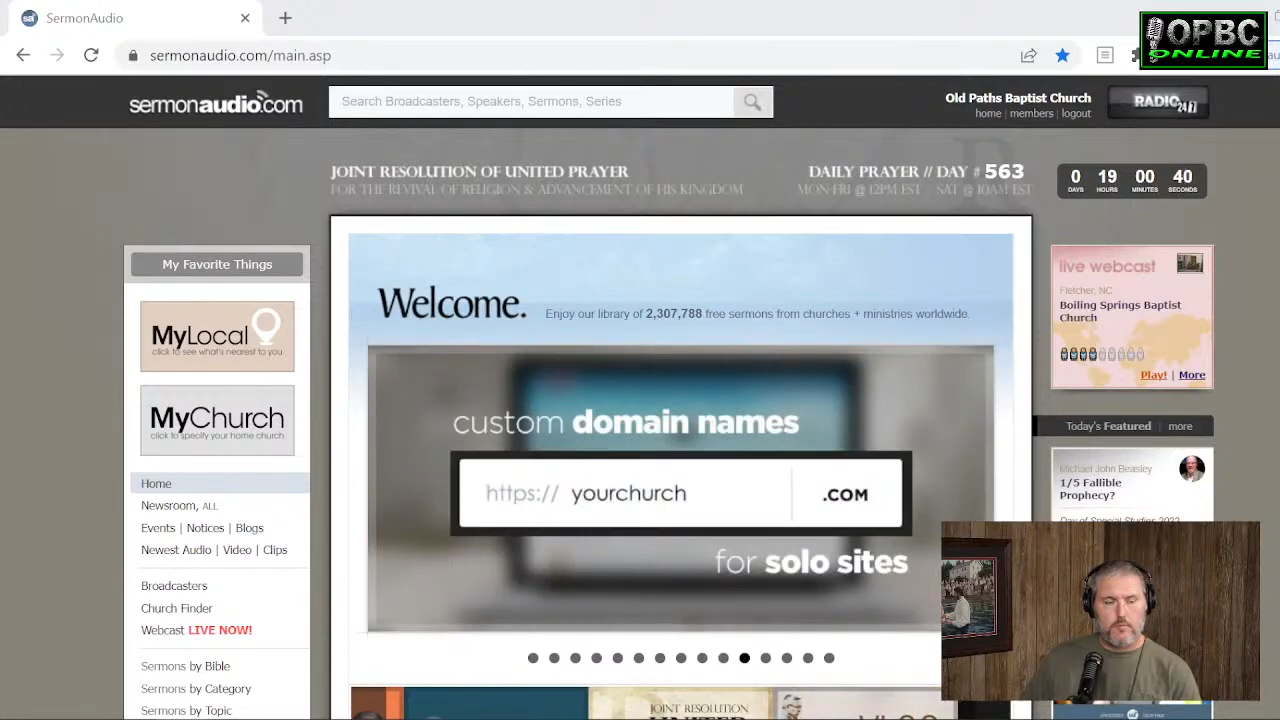 SermonAudio
OPBC
ONLINE
sermonaudio.com/main.asp
sermonaudio.com
Search Broadcasters, Speakers, Sermons, Series
Old Paths Baptist Church
home | members | logout
RADIO 24/7
JOINT RESOLUTION OF UNITED PRAYER
FOR THE REVIVAL OF RELIGION & ADVANCEMENT OF HIS KINGDOM
DAILY PRAYER // DAY # 563
MON-FRI @ 12PM EST - SAT @ 10AM EST
0 19 00 40
DAYS HOURS MINUTES SECONDS
My Favorite Things
MyLocal
click to see what's nearest to you
MyChurch
click to specify your home church
Home
Newsroom, ALL
Events | Notices | Blogs
Newest Audio | Video | Clips
Broadcasters
Church Finder
Webcast LIVE NOW!
Sermons by Bible
Sermons by Category
Sermons by Topic
Welcome.
Enjoy our library of 2,307,788 free sermons from churches + ministries worldwide.
custom domain names
https:// yourchurch .COM
for solo sites
JOINT RESOLUTION
live webcast
Fletcher, NC
Boiling Springs Baptist
Church
Play! | More
Today's Featured | more
Michael John Beasley
1/5 Fallible
Prophecy?
Day of Special Studies 2023